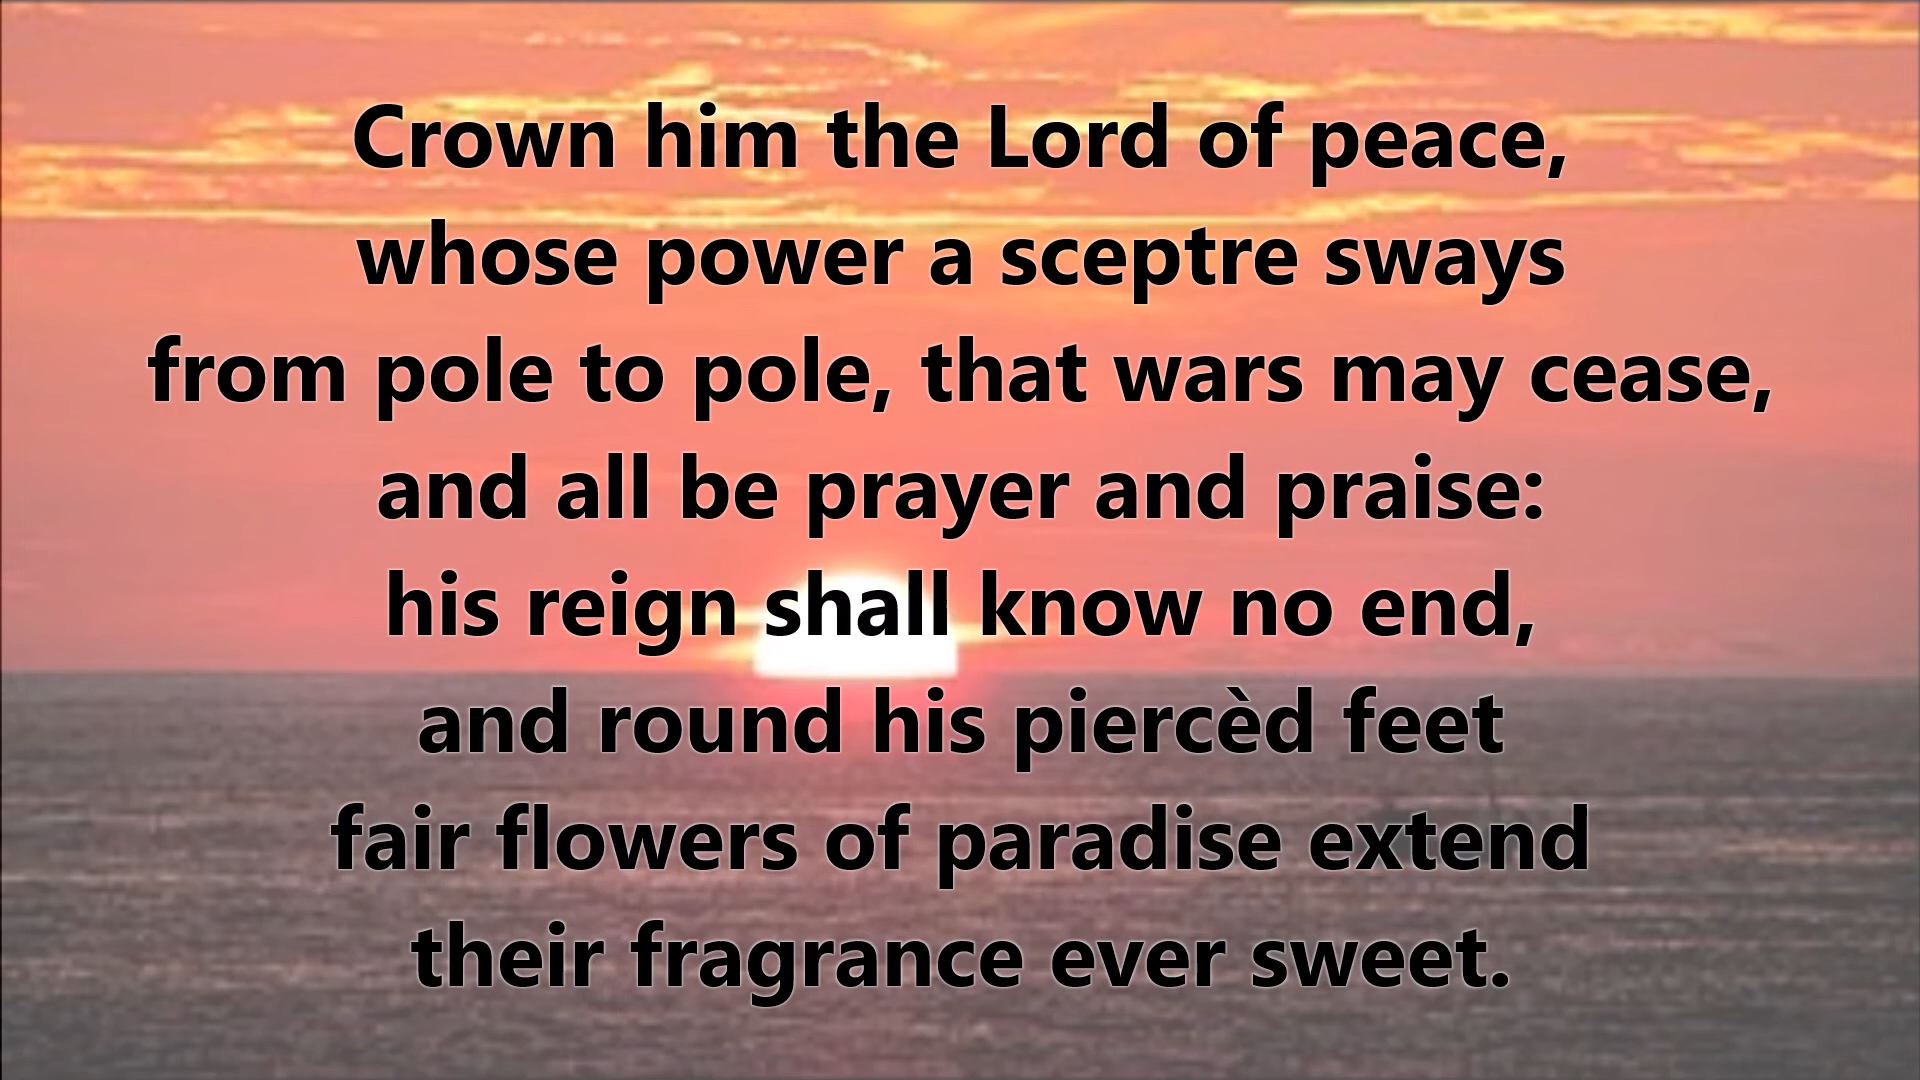 Crown him the Lord of peace,
whose power a sceptre sways
from pole to pole, that wars may cease,
and all be prayer and praise:
his reign shall know no end,
and round his piercèd feet
fair flowers of paradise extend
their fragrance ever sweet.